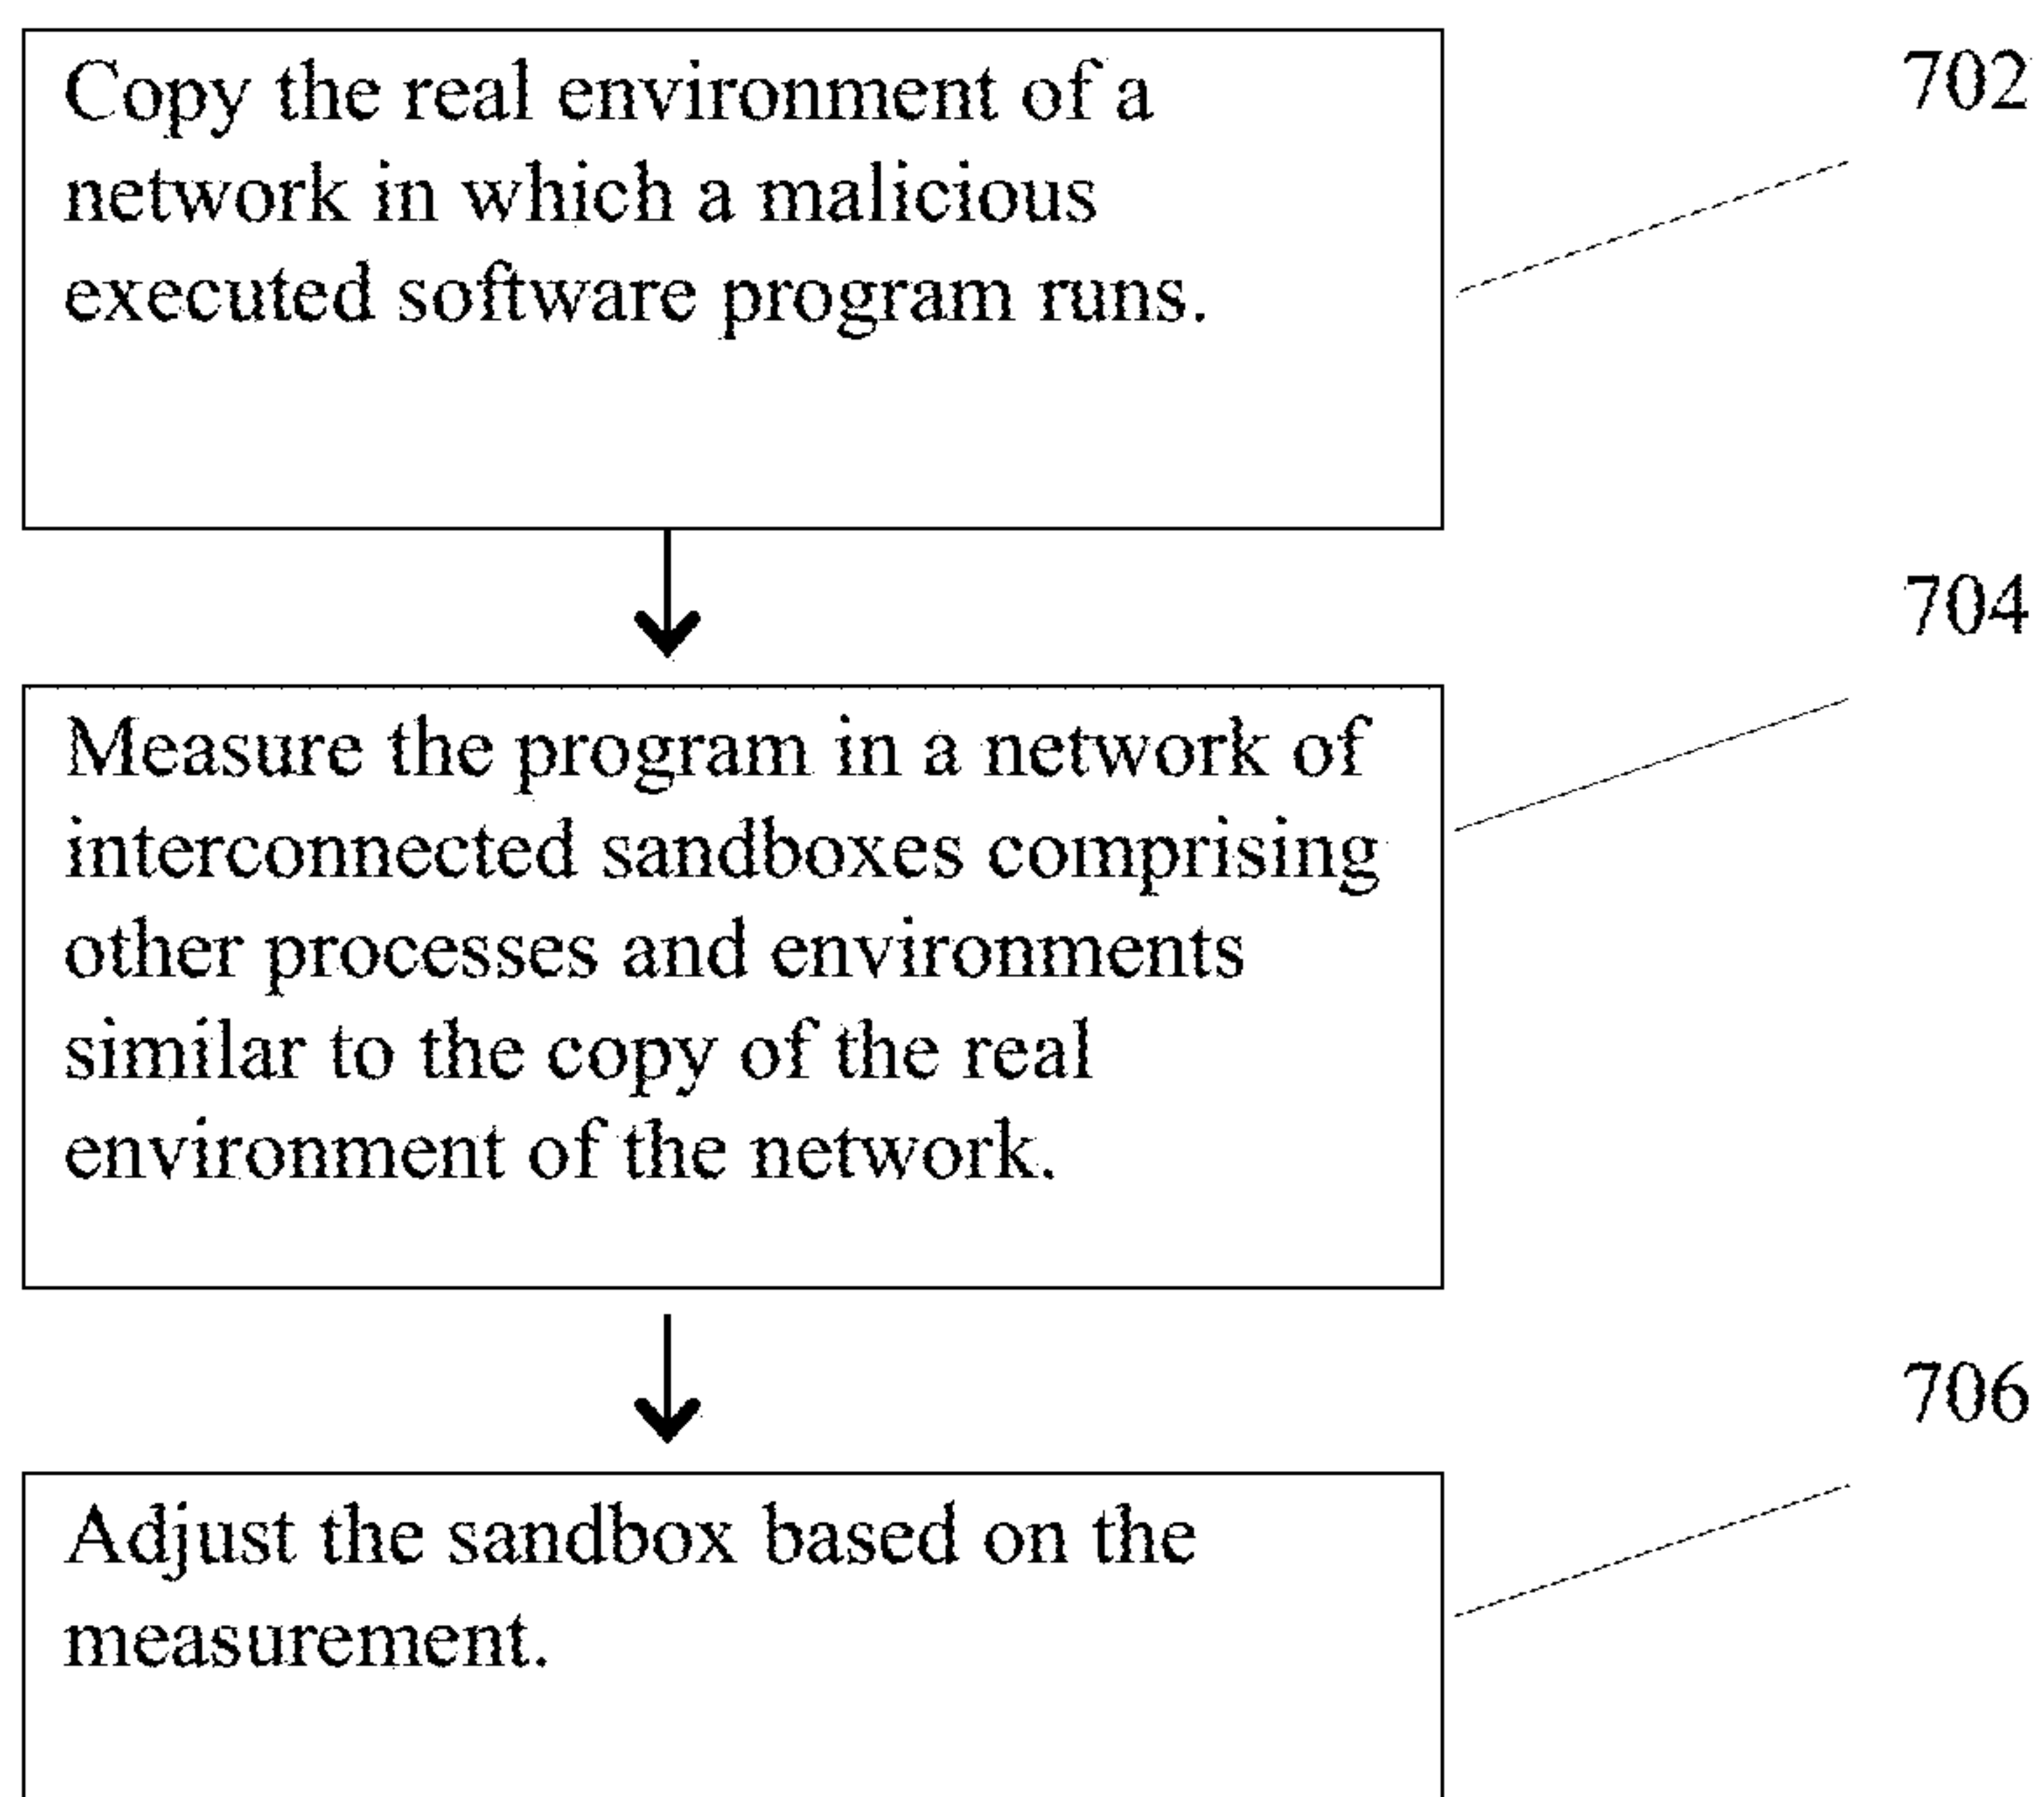 Copy the real environment of a
702
network in which a malicious
executed software program runs.
704
Measure the program in a network of
interconnected sandboxes comprising
other processes and environments
similar to the copy of the real
environment of the network.
706
Adjust the sandbox based on the
measurement.